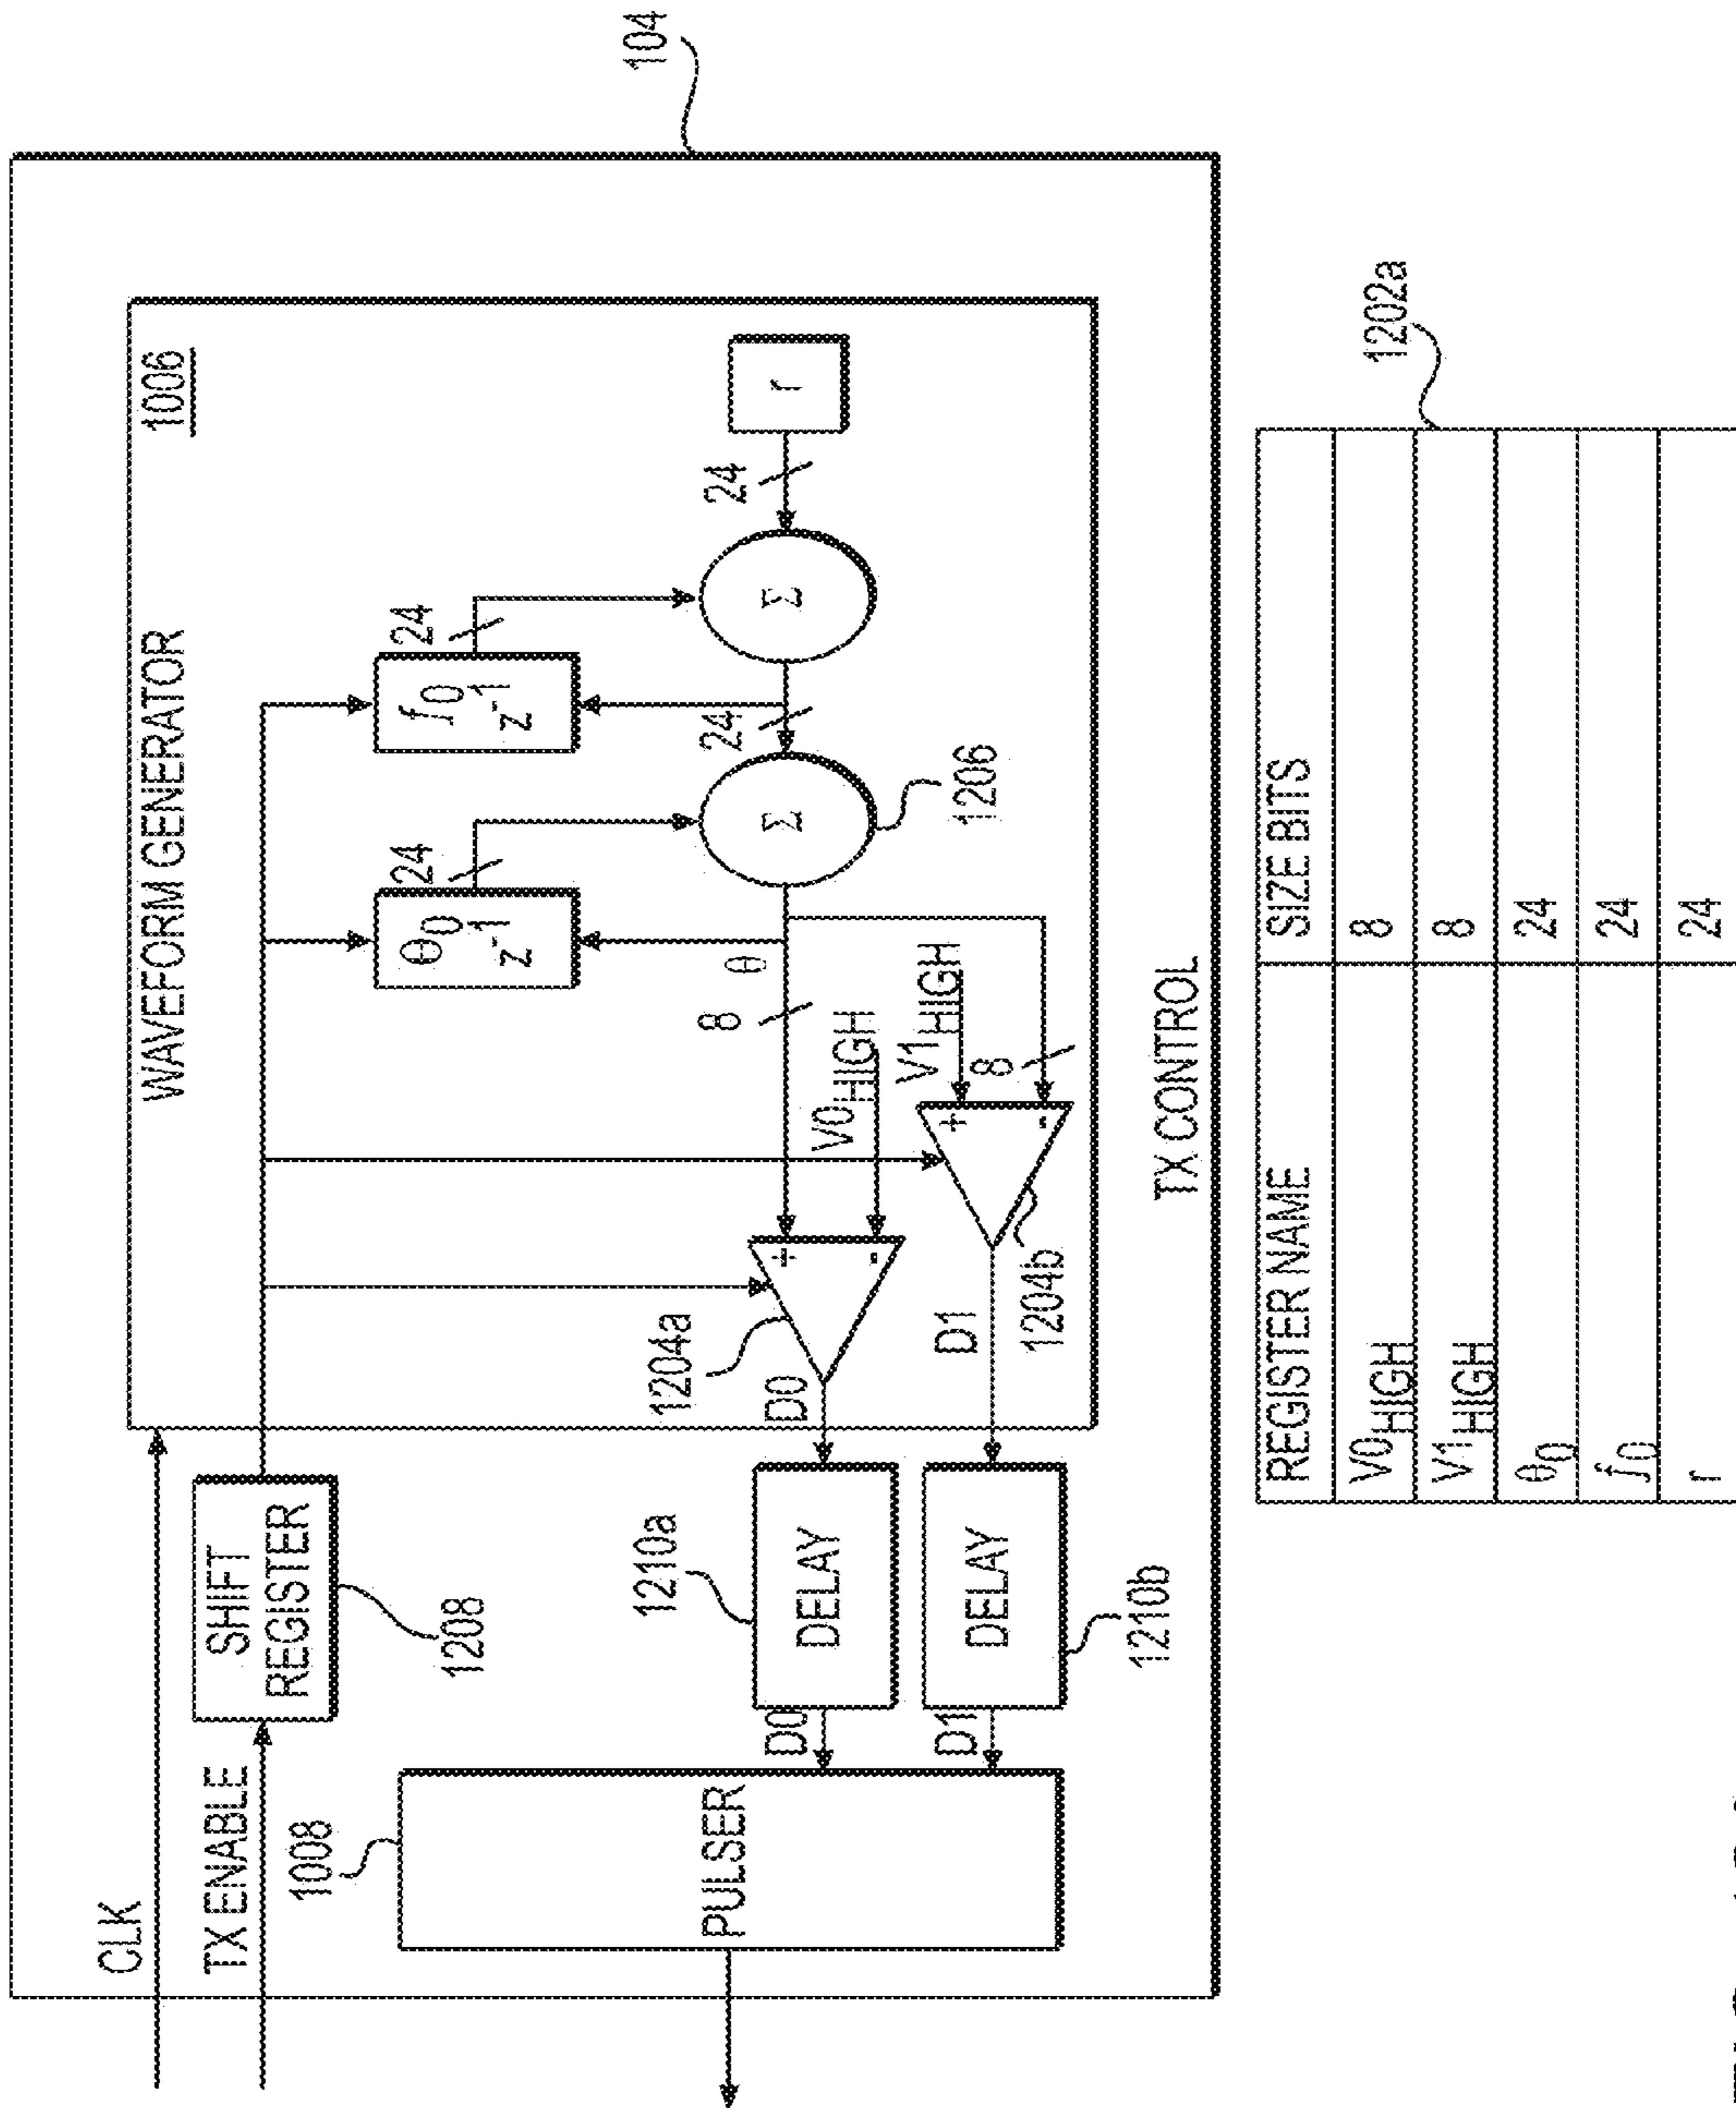 CLK
TX ENABLE
SHIFT
REGISTER
1208
1008
PULSER
D0
D1
1210a
DELAY
DELAY
1210b
WAVEFORM GENERATOR
1006
D0
D1
1204a
1204b
+
-
+
-
V0HIGH
V1HIGH
8
8
θ
θ0
z-1
24
f0
z-1
24
Σ
1206
24
Σ
24
r
TX CONTROL
104
1202a
REGISTER NAME SIZE BITS
V0HIGH 8
V1HIGH 8
θ0 24
f0 24
r 24